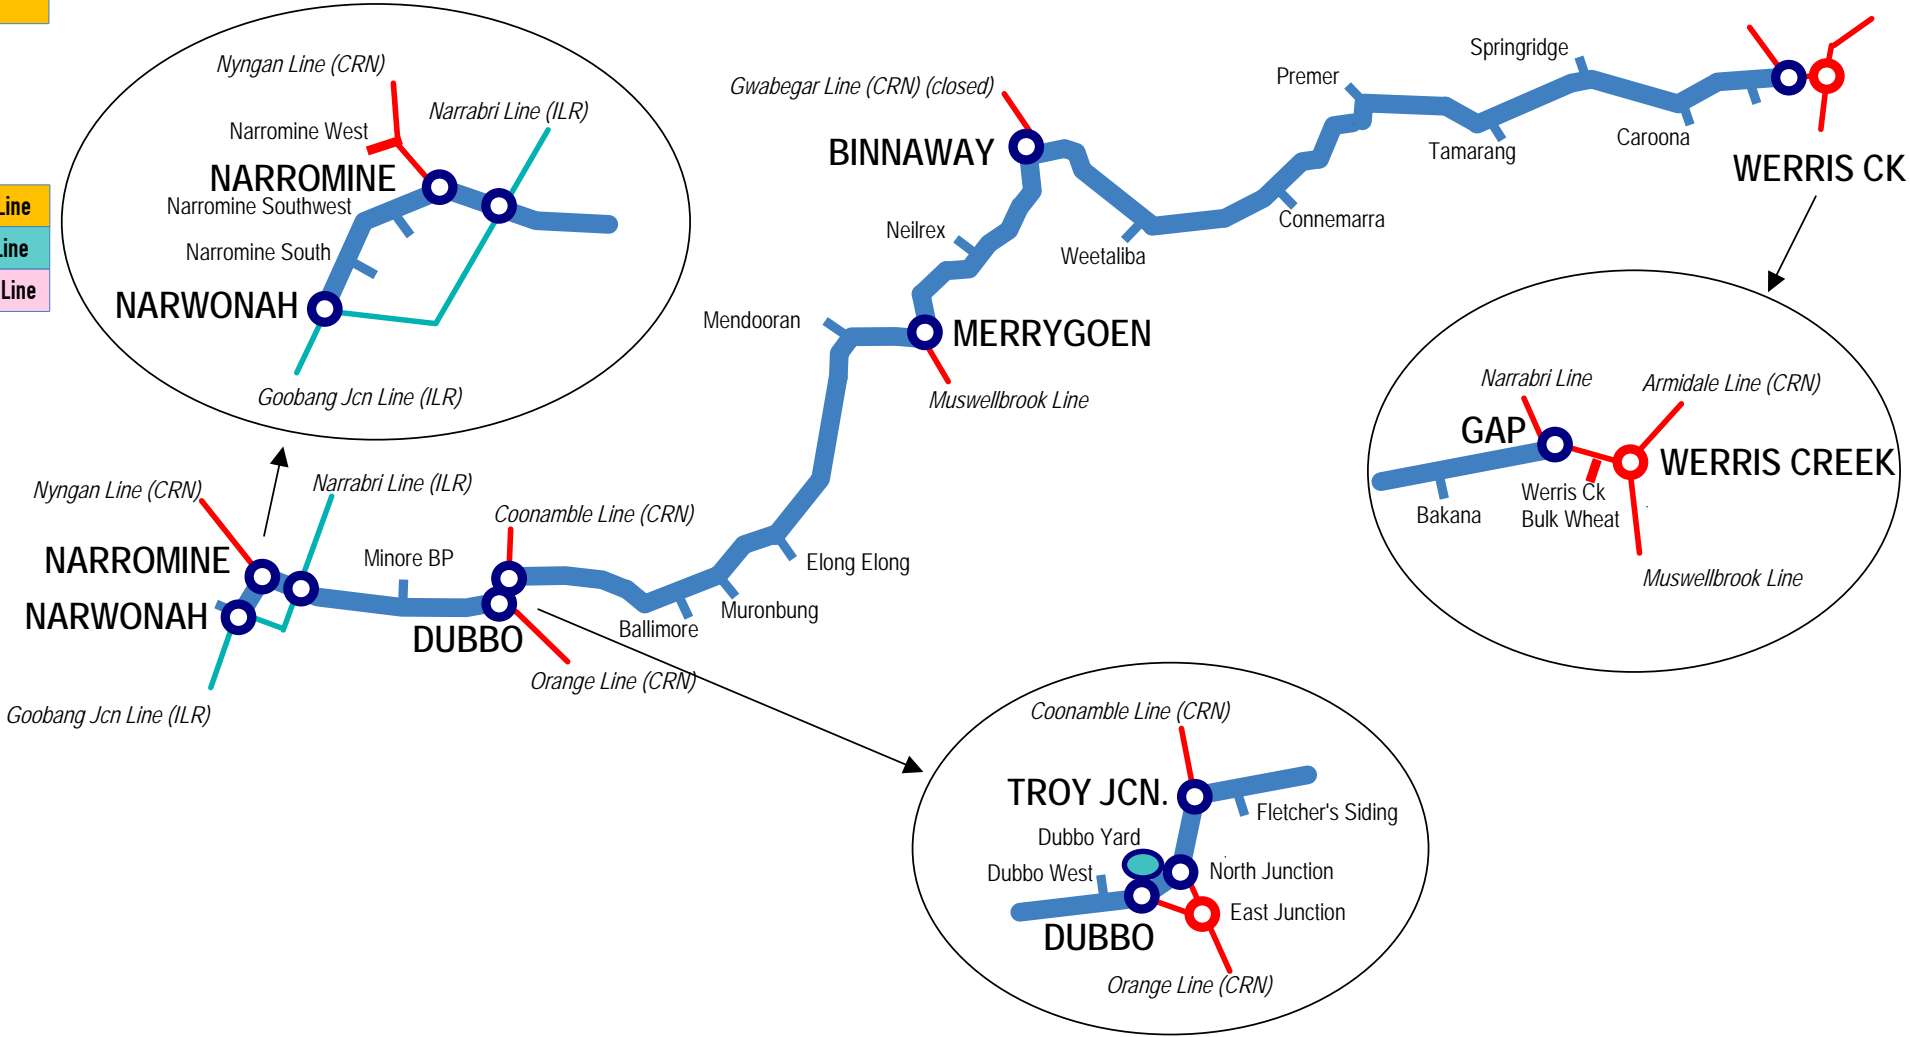 Line
Line
Line
Nyngan Line (CRN)
Narrabri Line (ILR)
Narromine West
NARROMINE
Narromine Southwest
Narromine South
NARWONAH
Goobang Jcn Line (ILR)
Gwabegar Line (CRN) (closed)
BINNAWAY
Neilrex
Weetaliba
Premer
Springridge
Connemarra
Tamarang
Caroona
WERRIS CK
Mendooran
MERRYGOEN
Muswellbrook Line
Narrabri Line
Armidale Line (CRN)
GAP
WERRIS CREEK
Werris Ck
Bulk Wheat
Bakana
Muswellbrook Line
Nyngan Line (CRN)
Narrabri Line (ILR)
Coonamble Line (CRN)
NARROMINE
Minore BP
NARWONAH
DUBBO
Elong Elong
Muronbung
Ballimore
Orange Line (CRN)
Goobang Jcn Line (ILR)
Coonamble Line (CRN)
TROY JCN.
Fletcher's Siding
Dubbo Yard
Dubbo West
North Junction
East Junction
DUBBO
Orange Line (CRN)